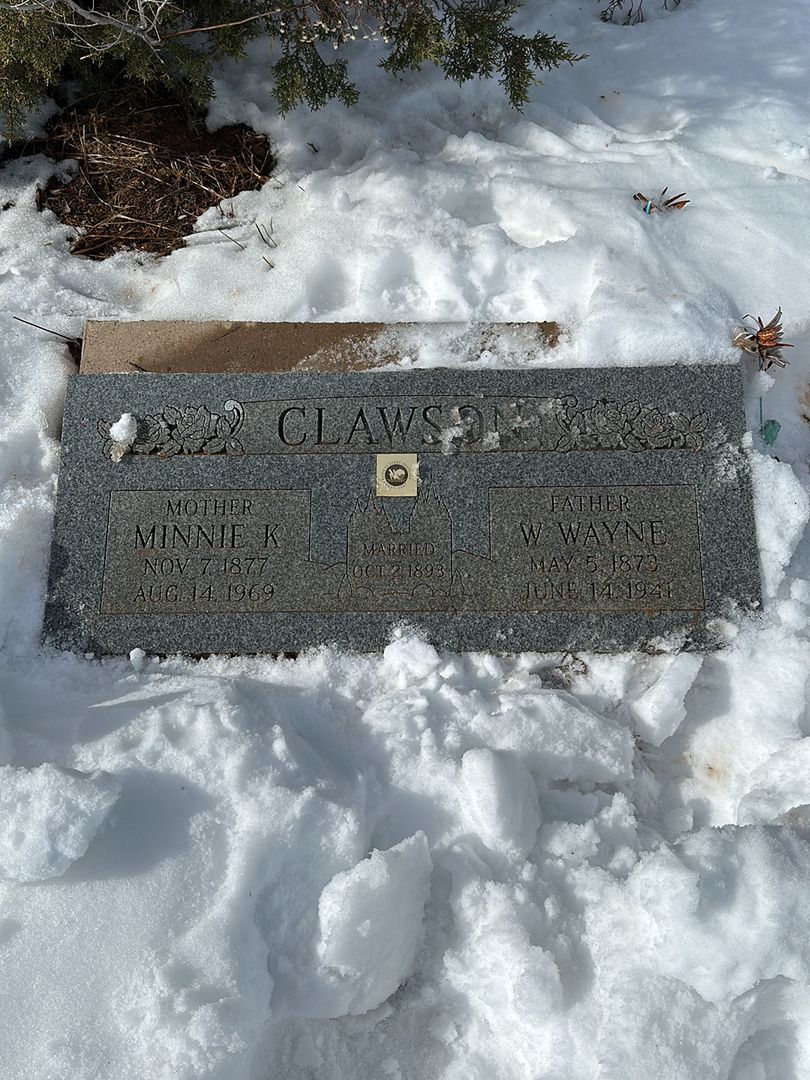 CLAWSON
MOTHER
MINNIE K
NOV 7 1877
AUG 14 1969
MARRIED
OCT 2 1893
FATHER
W WAYNE
MAY 5 1873
JUNE 14 1941